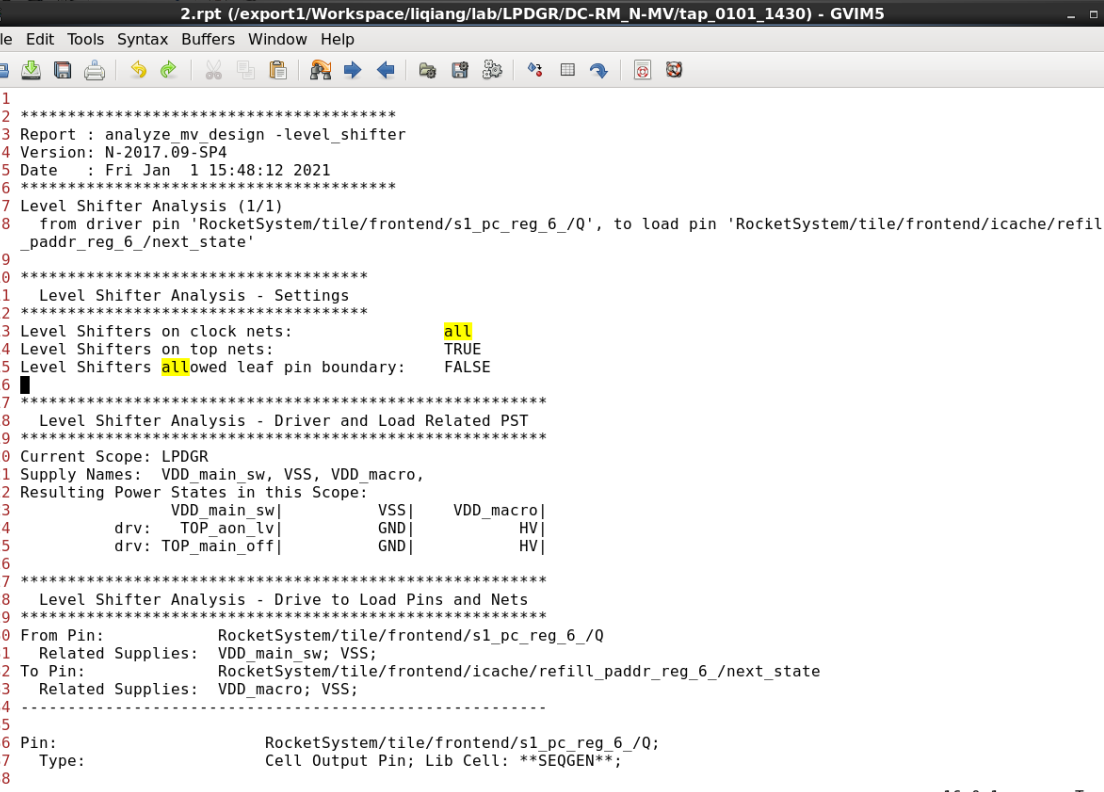 2.rpt (/export1/Workspace/liqiang/lab/LPDGR/DC-RM_N-MV/tap_0101_1430) - GVIM5
le Edit Tools Syntax Buffers Window Help
1
2 ****************************************
3 Report : analyze_mv_design -level_shifter
4 Version: N-2017.09-SP4
5 Date   : Fri Jan  1 15:48:12 2021
6 ****************************************
7 Level Shifter Analysis (1/1)
8   from driver pin 'RocketSystem/tile/frontend/s1_pc_reg_6_/Q', to load pin 'RocketSystem/tile/frontend/icache/refil
_paddr_reg_6_/next_state'
9
0 *************************************
1   Level Shifter Analysis - Settings
2 *************************************
3 Level Shifters on clock nets:                all
4 Level Shifters on top nets:                  TRUE
5 Level Shifters allowed leaf pin boundary:    FALSE
6
7 ********************************************************
8   Level Shifter Analysis - Driver and Load Related PST
9 ********************************************************
0 Current Scope: LPDGR
1 Supply Names:  VDD_main_sw, VSS, VDD_macro,
2 Resulting Power States in this Scope:
3                 VDD_main_sw|          VSS|    VDD_macro|
4           drv:   TOP_aon_lv|          GND|           HV|
5           drv: TOP_main_off|          GND|           HV|
6
7 ********************************************************
8   Level Shifter Analysis - Drive to Load Pins and Nets
9 ********************************************************
0 From Pin:            RocketSystem/tile/frontend/s1_pc_reg_6_/Q
1   Related Supplies:  VDD_main_sw; VSS;
2 To Pin:              RocketSystem/tile/frontend/icache/refill_paddr_reg_6_/next_state
3   Related Supplies:  VDD_macro; VSS;
4 --------------------------------------------------------
5
6 Pin:                      RocketSystem/tile/frontend/s1_pc_reg_6_/Q;
7   Type:                   Cell Output Pin; Lib Cell: **SEQGEN**;
8